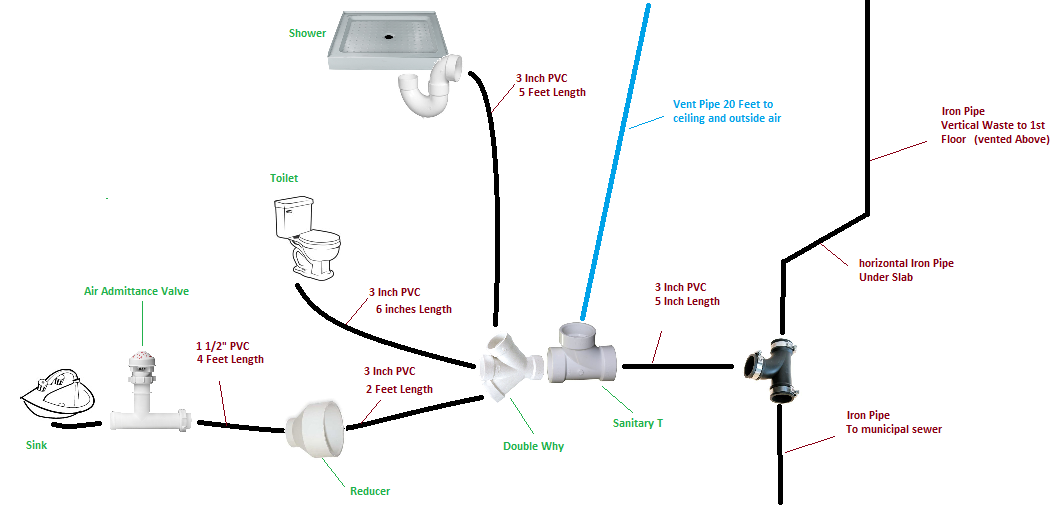 Shower
3 Inch PVC
5 Feet Length
Vent Pipe 20 Feet to
ceiling and outside air
Iron Pipe
Vertical Waste to 1st
Floor (vented Above)
Toilet
Air Admittance Valve
3 Inch PVC
6 inches Length
3 Inch PVC
5 Inch Length
horizontal Iron Pipe
Under Slab
1 1/2" PVC
4 Feet Length
3 Inch PVC
2 Feet Length
Sink
Reducer
Double Why
Sanitary T
Iron Pipe
To municipal sewer